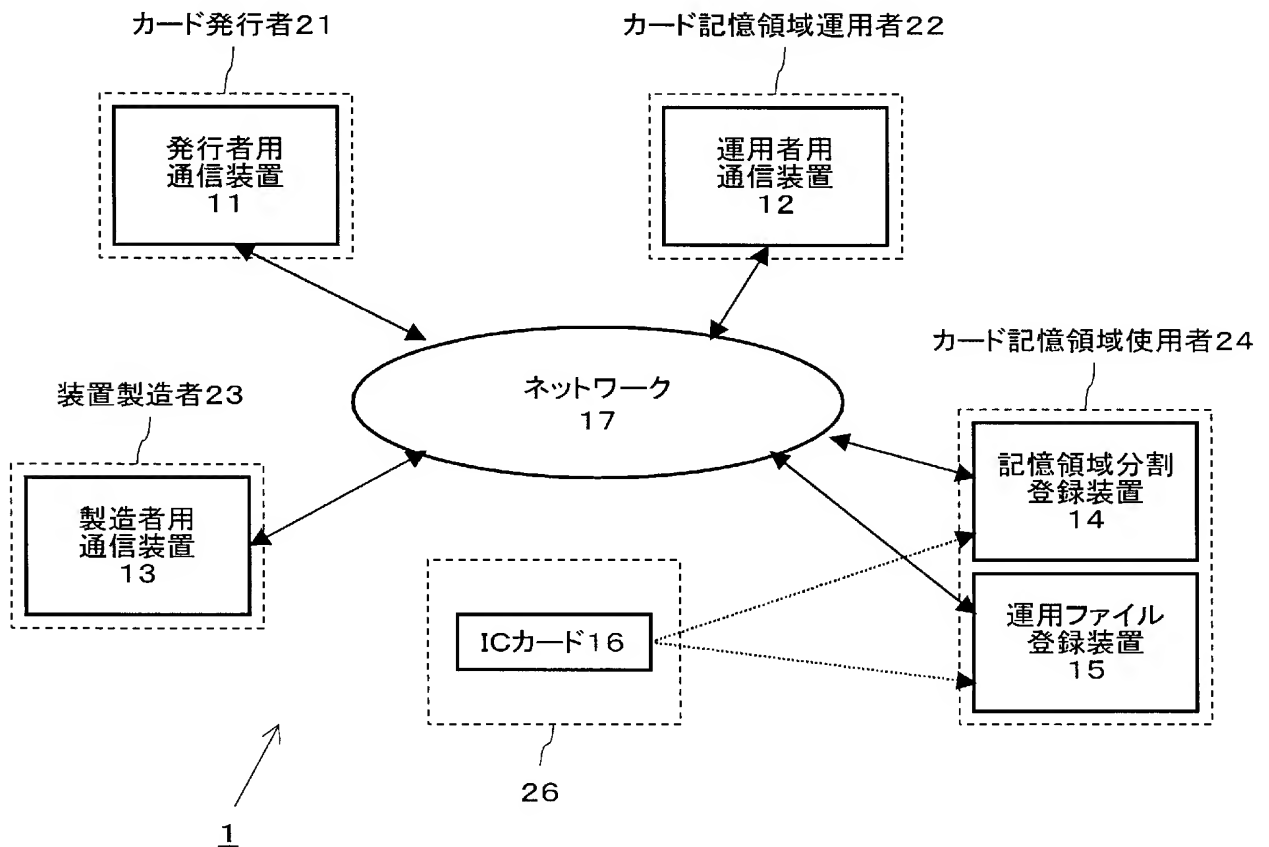 カード発行者21
カード記憶領域運用者22
発行者用
通信装置
11
運用者用
通信装置
12
カード記憶領域使用者24
ネットワーク
17
装置製造者23
製造者用
通信装置
13
記憶領域分割
登録装置
14
運用ファイル
登録装置
15
ICカード16
26
1